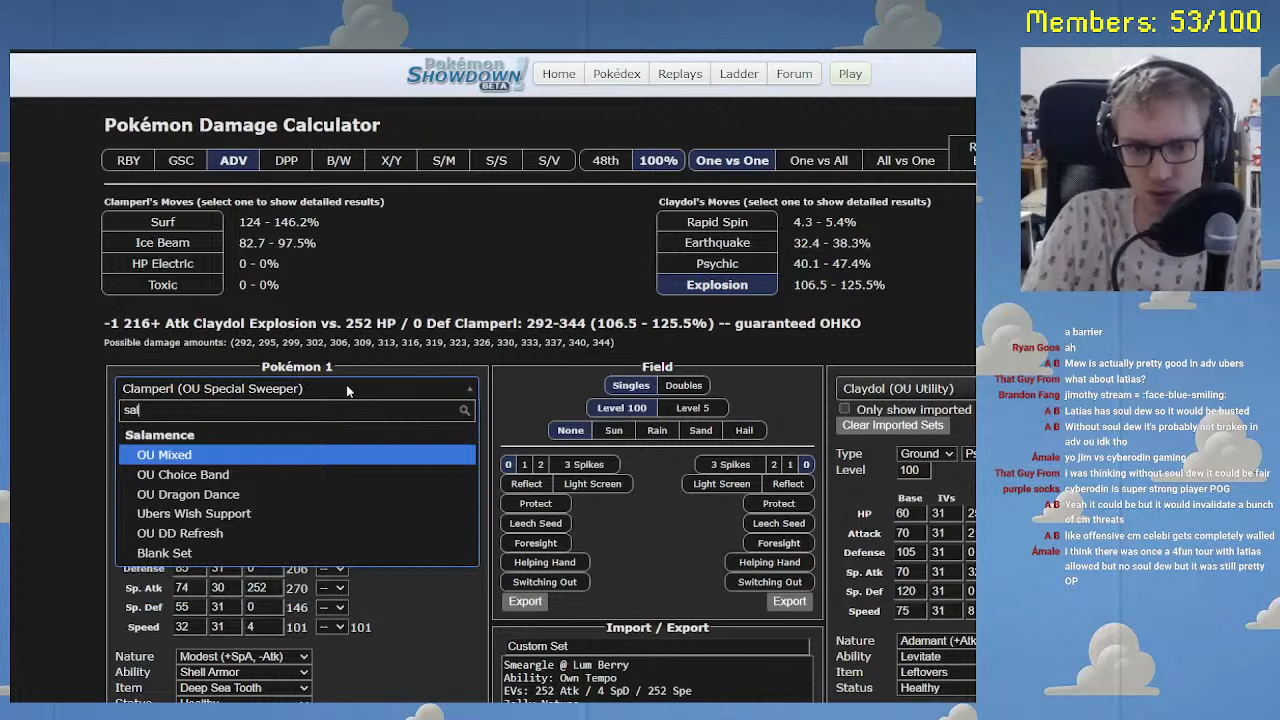 Members: 53/100
Pokémon
SHOWDOWN!
BETA
Home
Pokédex
Replays
Ladder
Forum
Play
Pokémon Damage Calculator
RBY
GSC
ADV
DPP
B/W
X/Y
S/M
S/S
S/V
48th
100%
One vs One
One vs All
All vs One
Clamperl's Moves (select one to show detailed results)
Surf 124 - 146.2%
Ice Beam 82.7 - 97.5%
HP Electric 0 - 0%
Toxic 0 - 0%
Claydol's Moves (select one to show detailed results)
Rapid Spin 4.3 - 5.4%
Earthquake 32.4 - 38.3%
Psychic 40.1 - 47.4%
Explosion 106.5 - 125.5%
-1 216+ Atk Claydol Explosion vs. 252 HP / 0 Def Clamperl: 292-344 (106.5 - 125.5%) -- guaranteed OHKO
Possible damage amounts: (292, 295, 299, 302, 306, 309, 313, 316, 319, 323, 326, 330, 333, 337, 340, 344)
Pokémon 1
Clamperl (OU Special Sweeper)
sal
Salamence
OU Mixed
OU Choice Band
OU Dragon Dance
Ubers Wish Support
OU DD Refresh
Blank Set
Defense 85 31 0 206 --
Sp. Atk 74 30 252 270 --
Sp. Def 55 31 0 146 --
Speed 32 31 4 101 -- 101
Nature Modest (+SpA, -Atk)
Ability Shell Armor
Item Deep Sea Tooth
Field
Singles Doubles
Level 100 Level 5
None Sun Rain Sand Hail
0 1 2 3 Spikes 3 Spikes 2 1 0
Reflect Light Screen Light Screen Reflect
Protect Protect
Leech Seed Leech Seed
Foresight Foresight
Helping Hand Helping Hand
Switching Out Switching Out
Export Export
Import / Export
Custom Set
Smeargle @ Lum Berry
Ability: Own Tempo
EVs: 252 Atk / 4 SpD / 252 Spe
Claydol (OU Utility)
Only show imported
Clear Imported Sets
Type Ground
Level 100
Base IVs
HP 60 31
Attack 70 31
Defense 105 31
Sp. Atk 70 31
Sp. Def 120 31
Speed 75 31
Nature Adamant (+Atk
Ability Levitate
Item Leftovers
Status Healthy
a barrier
Ryan Goos ah
A B Mew is actually pretty good in adv ubers
That Guy From what about latias?
Brandon Fang jimothy stream = :face-blue-smiling:
A B Latias has soul dew so it would be busted
A B Without soul dew it's probably not broken in
adv ou idk tho
Ámale yo jim vs cyberodin gaming
That Guy From i was thinking without soul dew it could be fair
purple socks cyberodin is super strong player POG
A B Yeah it could be but it would invalidate a bunch
of cm threats
A B like offensive cm celebi gets completely walled
Ámale i think there was once a 4fun tour with latias
allowed but no soul dew but it was still pretty
OP